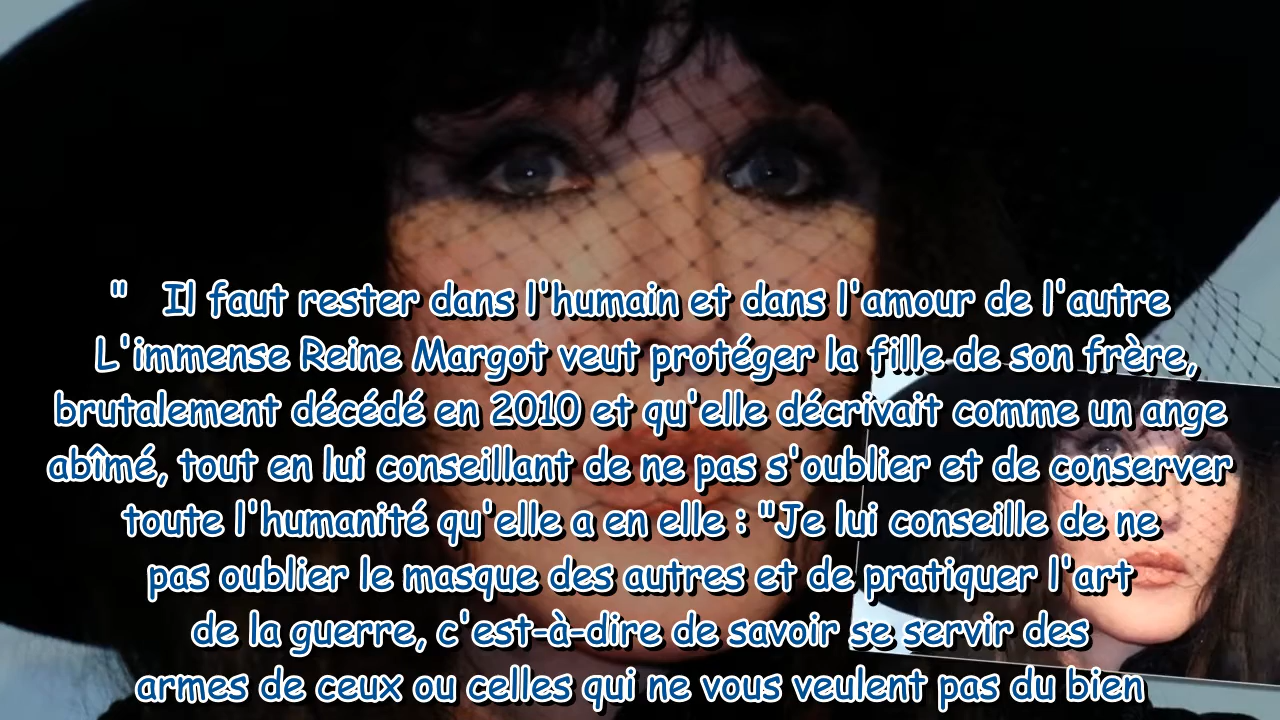 "   Il faut rester dans l'humain et dans l'amour de l'autre
L'immense Reine Margot veut protéger la fille de son frère,
brutalement décédé en 2010 et qu'elle décrivait comme un ange
abîmé, tout en lui conseillant de ne pas s'oublier et de conserver
toute l'humanité qu'elle a en elle : "Je lui conseille de ne
pas oublier le masque des autres et de pratiquer l'art
de la guerre, c'est-à-dire de savoir se servir des
armes de ceux ou celles qui ne vous veulent pas du bien